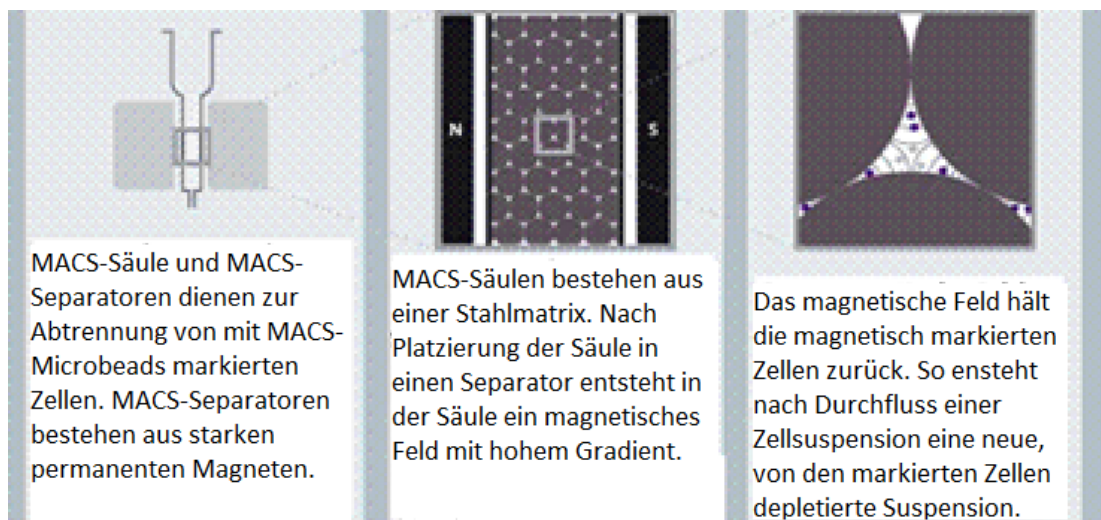 N
S
MACS-Säule und MACS-
Separatoren dienen zur
Abtrennung von mit MACS-
Microbeads markierten
Zellen. MACS-Separatoren
bestehen aus starken
permanenten Magneten.
MACS-Säulen bestehen aus
einer Stahlmatrix. Nach
Platzierung der Säule in
einen Separator entsteht in
der Säule ein magnetisches
Feld mit hohem Gradient.
Das magnetische Feld hält
die magnetisch markierten
Zellen zurück. So ensteht
nach Durchfluss einer
Zellsuspension eine neue,
von den markierten Zellen
depletierte Suspension.